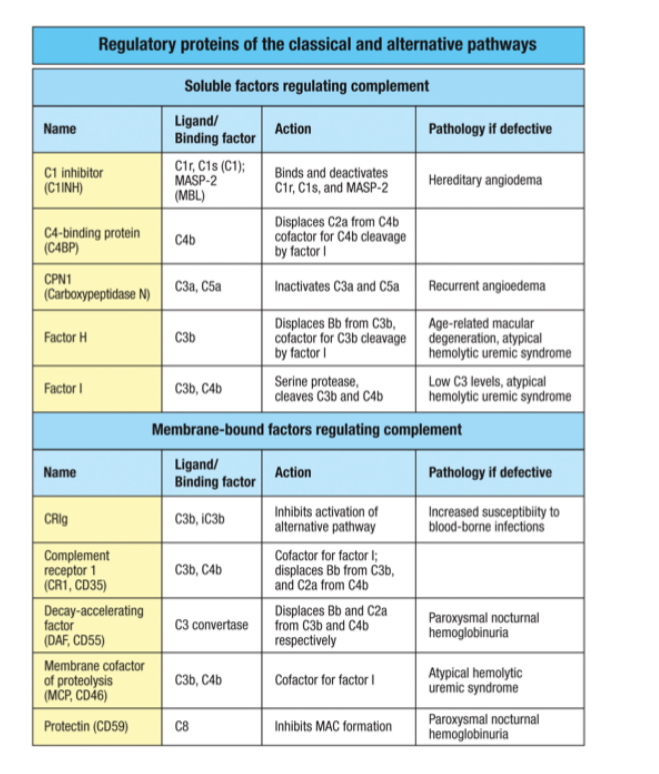 Regulatory proteins of the classical and alternative pathways
Soluble factors regulating complement
Name
Ligand/
Binding factor
Action
Pathology if defective
C1 inhibitor
(C1INH)
C1r, C1s (C1);
MASP-2
(MBL)
Binds and deactivates
C1r, C1s, and MASP-2
Hereditary angiodema
C4-binding protein
(C4BP)
C4b
Displaces C2a from C4b
cofactor for C4b cleavage
by factor I
CPN1
(Carboxypeptidase N)
C3a, C5a
Inactivates C3a and C5a
Recurrent angioedema
Factor H
C3b
Displaces Bb from C3b,
cofactor for C3b cleavage
by factor I
Age-related macular
degeneration, atypical
hemolytic uremic syndrome
Factor I
C3b, C4b
Serine protease,
cleaves C3b and C4b
Low C3 levels, atypical
hemolytic uremic syndrome
Membrane-bound factors regulating complement
Name
Ligand/
Binding factor
Action
Pathology if defective
CRIg
C3b, iC3b
Inhibits activation of
alternative pathway
Increased susceptibiity to
blood-borne infections
Complement
receptor 1
(CR1, CD35)
C3b, C4b
Cofactor for factor I;
displaces Bb from C3b,
and C2a from C4b
Decay-accelerating
factor
(DAF, CD55)
C3 convertase
Displaces Bb and C2a
from C3b and C4b
respectively
Paroxysmal nocturnal
hemoglobinuria
Membrane cofactor
of proteolysis
(MCP, CD46)
C3b, C4b
Cofactor for factor I
Atypical hemolytic
uremic syndrome
Protectin (CD59)
C8
Inhibits MAC formation
Paroxysmal nocturnal
hemoglobinuria